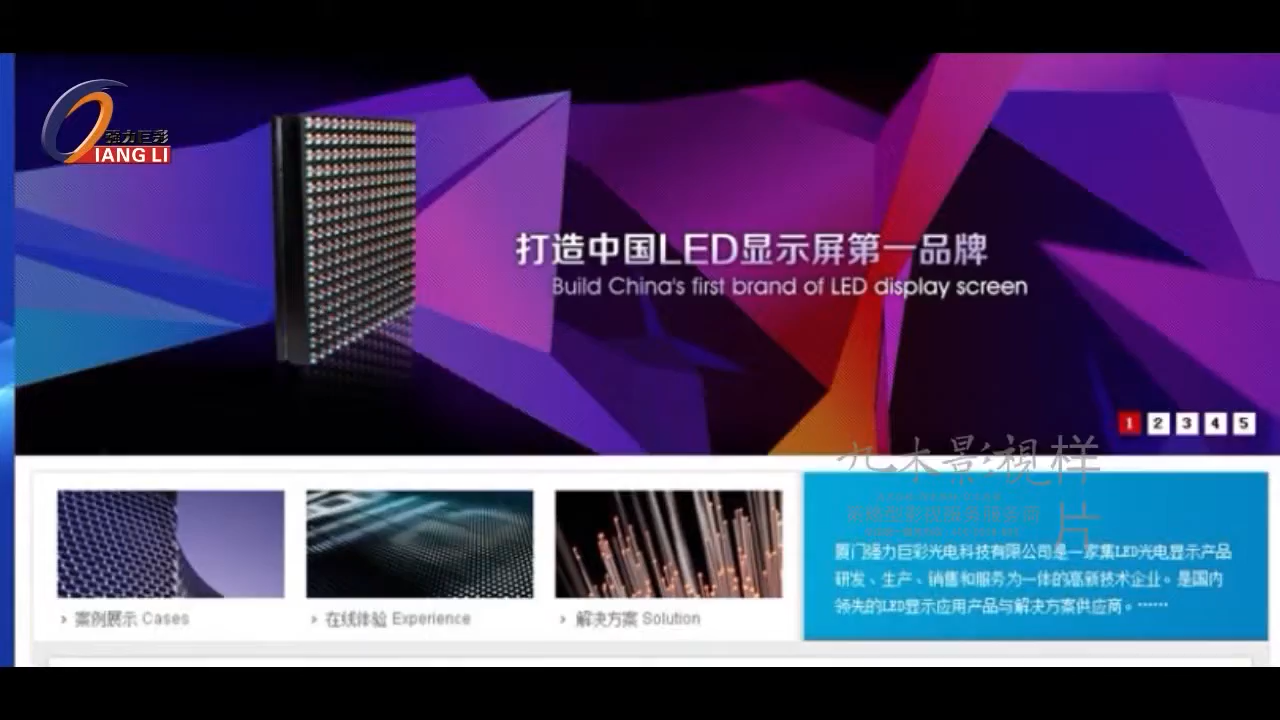 强力巨彩
QIANG LI
打造中国LED显示屏第一品牌
Build China's first brand of LED display screen
1 2 3 4 5
九木影视样片
案例展示 Cases
在线体验 Experience
解决方案 Solution
厦门强力巨彩光电科技有限公司是一家集LED光电显示产品
研发、生产、销售和服务为一体的高新技术企业。是国内
领先的LED显示应用产品与解决方案供应商。……